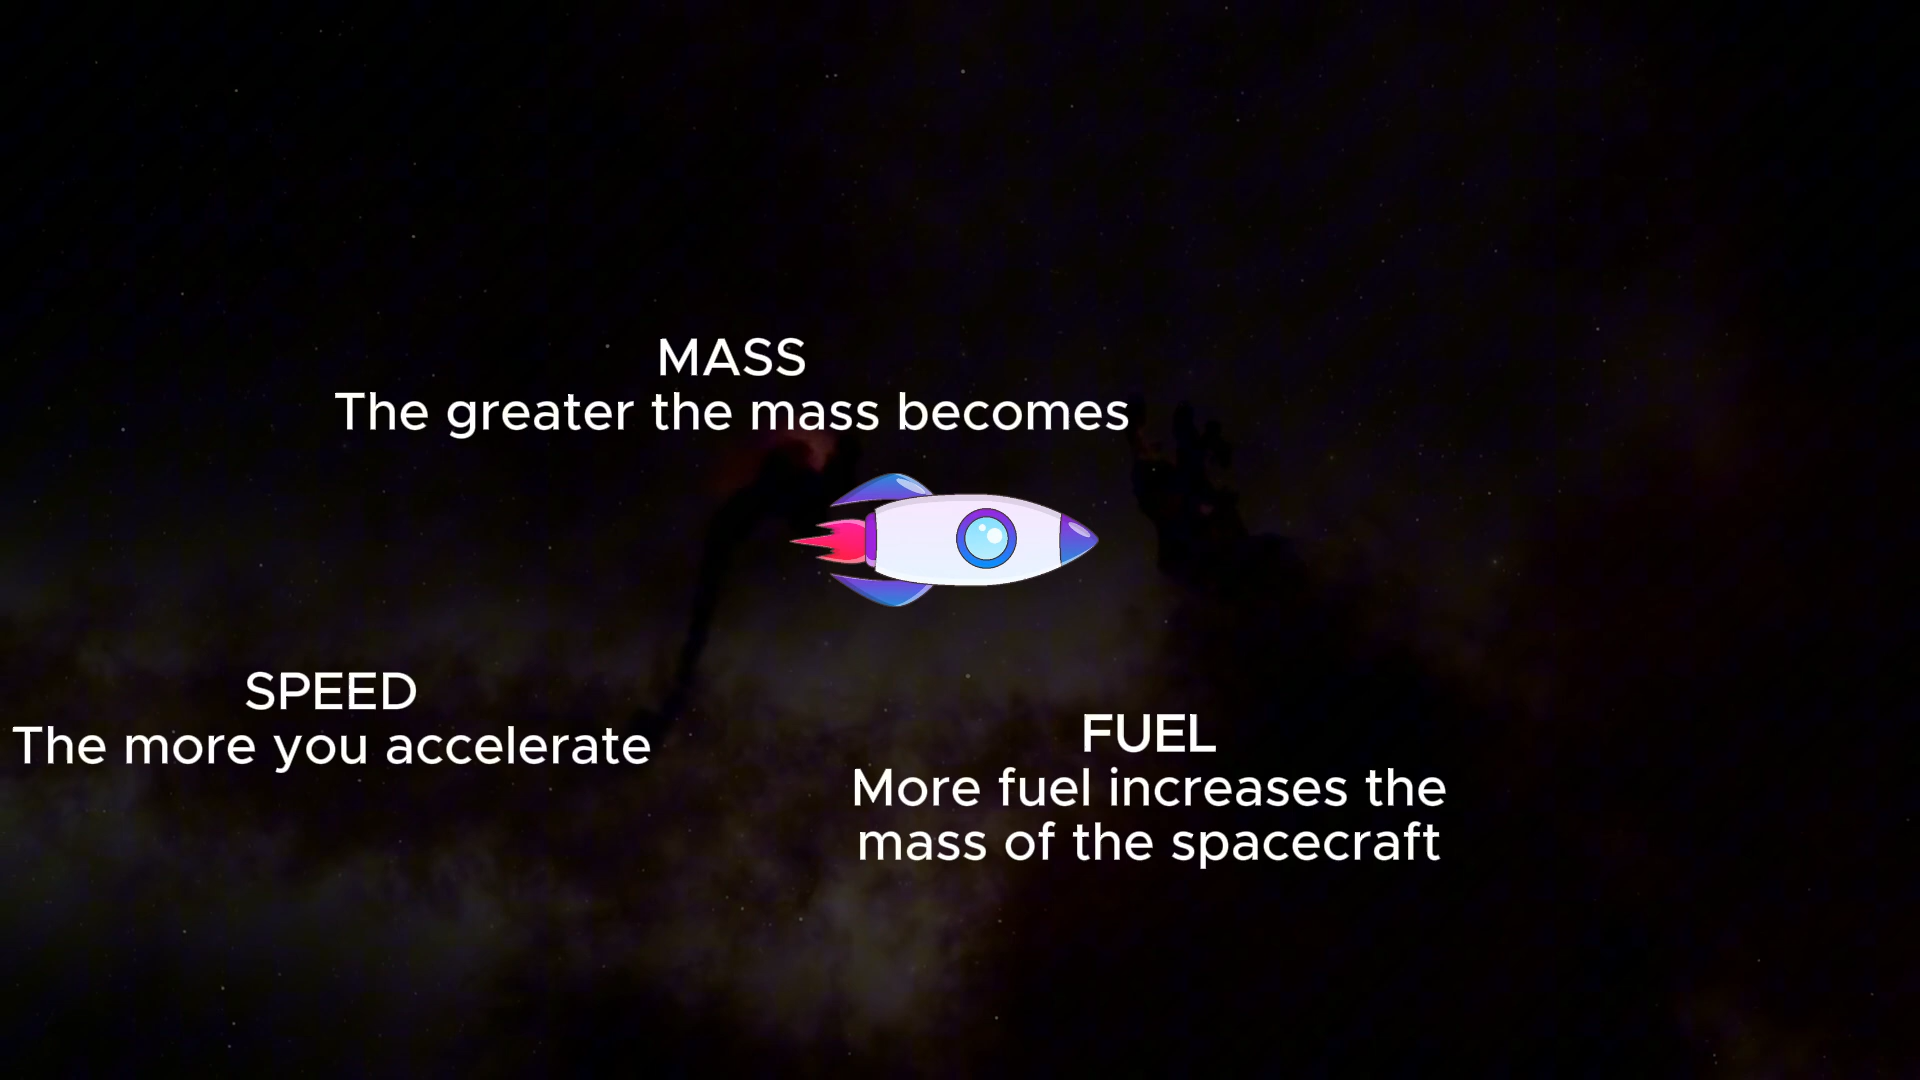 MASS
The greater the mass becomes
SPEED
The more you accelerate
FUEL
More fuel increases the
mass of the spacecraft